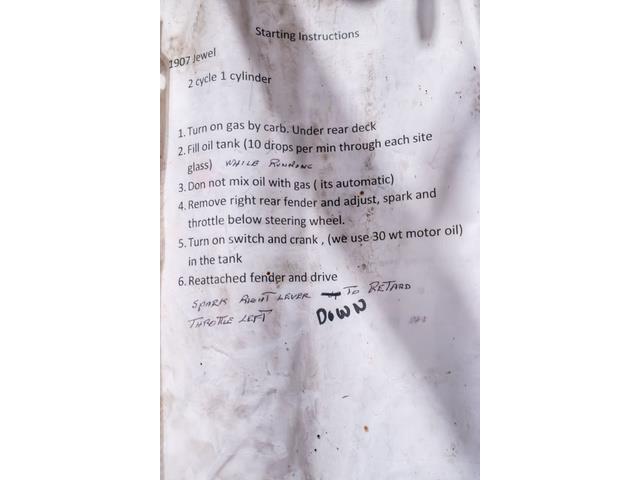 Starting Instructions
1907 Jewel
2 cycle 1 cylinder
1. Turn on gas by carb. Under rear deck
2. Fill oil tank (10 drops per min through each site
glass) WHILE RUNNING
3. Don not mix oil with gas ( its automatic)
4. Remove right rear fender and adjust, spark and
throttle below steering wheel.
5. Turn on switch and crank , (we use 30 wt motor oil)
in the tank
6. Reattached fender and drive
SPARK RIGHT LEVER TO RETARD
THROTTLE LEFT DOWN